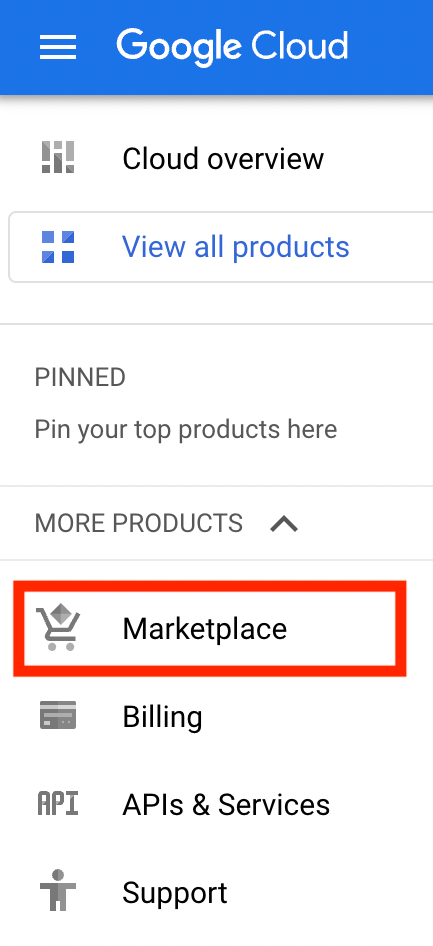 Google Cloud
Cloud overview
View all products
PINNED
Pin your top products here
MORE PRODUCTS
Marketplace
Billing
API APIs & Services
Support